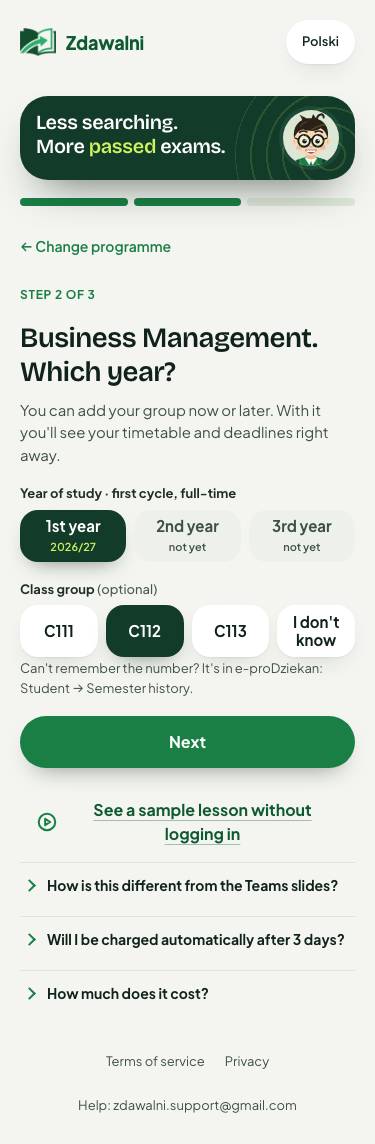 Zdawalni
Polski
Less searching.
More passed exams.
← Change programme
STEP 2 OF 3
Business Management.
Which year?
You can add your group now or later. With it
you'll see your timetable and deadlines right
away.
Year of study · first cycle, full-time
1st year
2026/27
2nd year
not yet
3rd year
not yet
Class group (optional)
C111
C112
C113
I don't
know
Can't remember the number? It's in e-proDziekan:
Student → Semester history.
Next
See a sample lesson without
logging in
How is this different from the Teams slides?
Will I be charged automatically after 3 days?
How much does it cost?
Terms of service
Privacy
Help: zdawalni.support@gmail.com